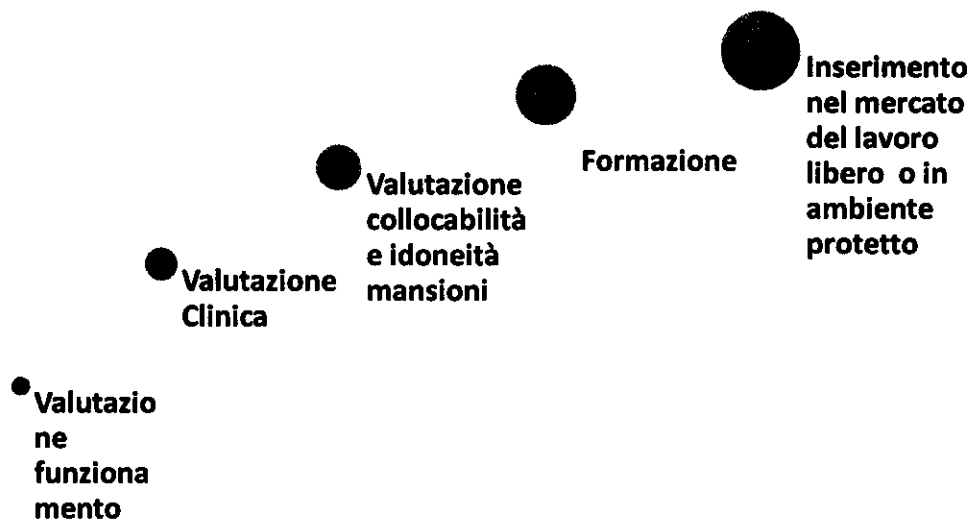 Valutazio
ne
funziona
mento
Valutazione
Clinica
Valutazione
collocabilità
e idoneità
mansioni
Formazione
Inserimento
nel mercato
del lavoro
libero o in
ambiente
protetto